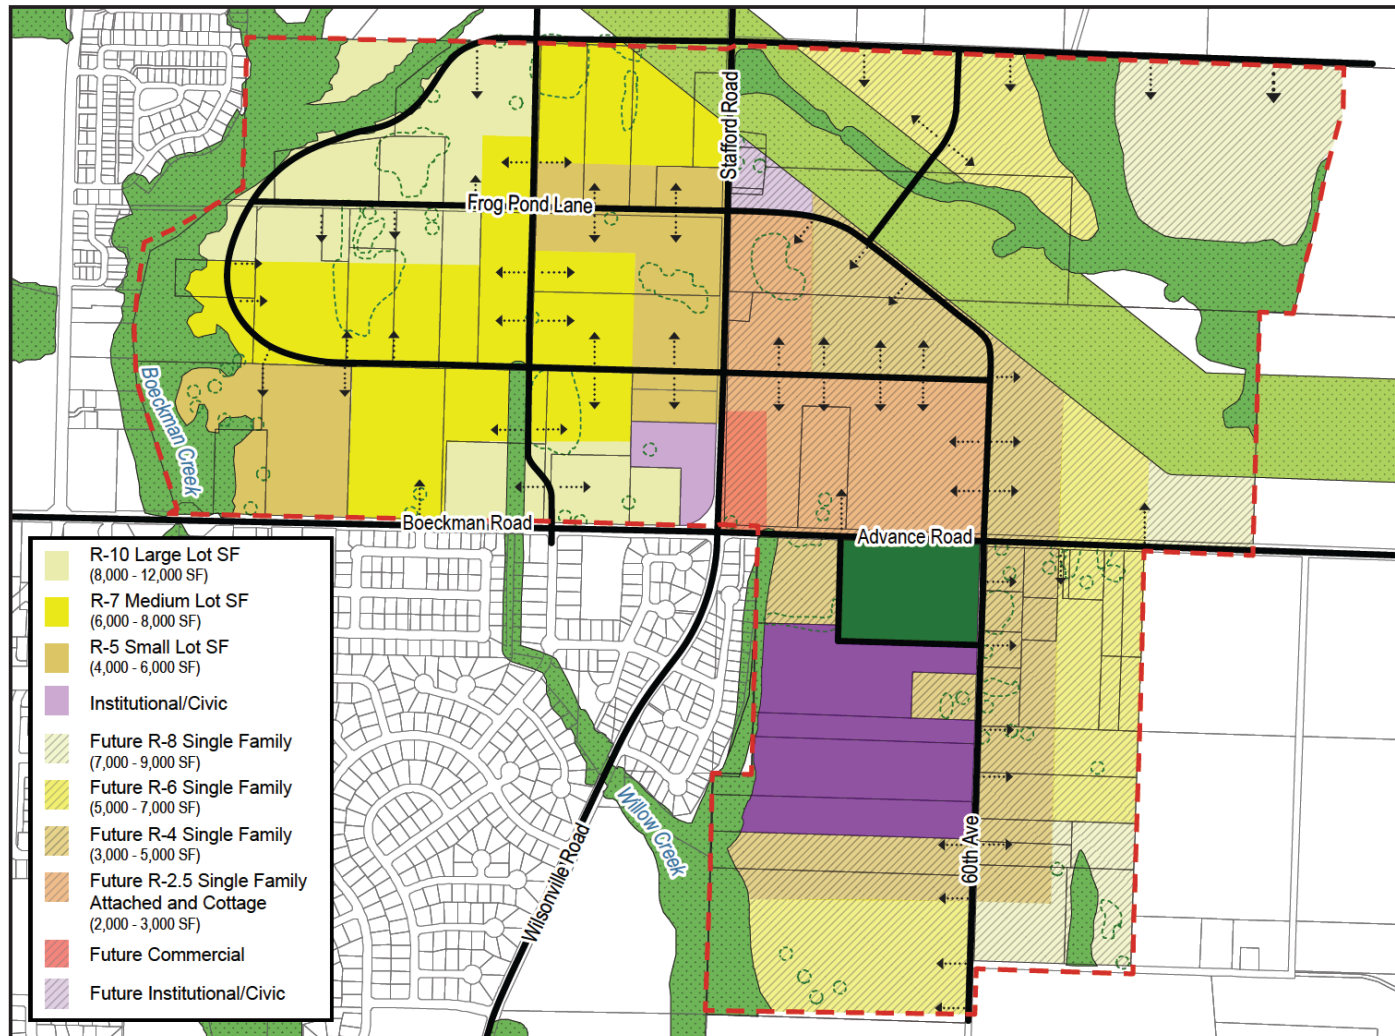 Stafford Road
Frog Pond Lane
Boeckman Creek
Boeckman Road
Advance Road
R-10 Large Lot SF
(8,000 - 12,000 SF)
R-7 Medium Lot SF
(6,000 - 8,000 SF)
R-5 Small Lot SF
(4,000 - 6,000 SF)
Institutional/Civic
Future R-8 Single Family
(7,000 - 9,000 SF)
Future R-6 Single Family
(5,000 - 7,000 SF)
Future R-4 Single Family
(3,000 - 5,000 SF)
Future R-2.5 Single Family
Attached and Cottage
(2,000 - 3,000 SF)
Future Commercial
Future Institutional/Civic
Willow Creek
Wilsonville Road
60th Ave